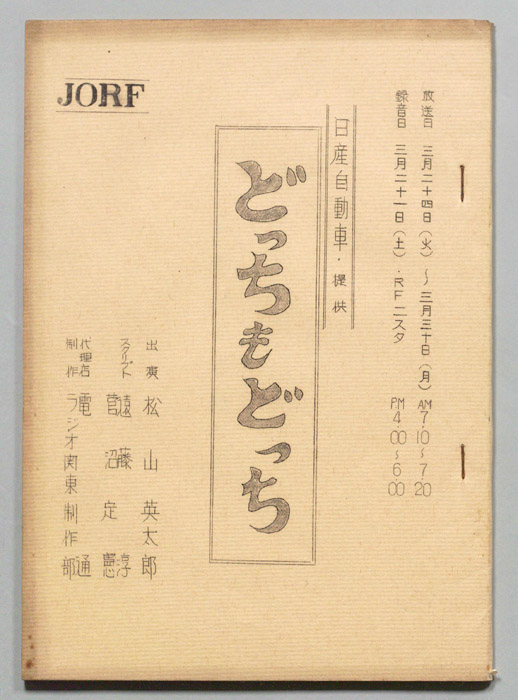 放送日 三月二十四日(火)~三月三十日(月) AM7.10~7.20
録音日 三月二十一日(土)・RFニスタ PM4.00~6.00
日産自動車・提供
どっちもどっち
JORF
出演 松山英太郎
スクリプト 遠藤淳
菅沼定憲
代理店 電通
制作 ラジオ関東制作部